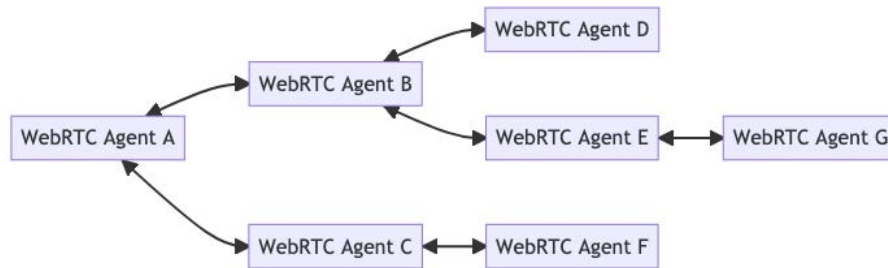 WebRTC Agent D
WebRTC Agent B
WebRTC Agent A
WebRTC Agent E
WebRTC Agent G
WebRTC Agent C
WebRTC Agent F